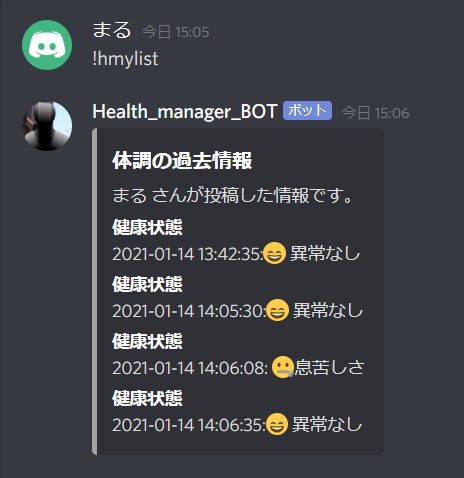 まる 今日 15:05
!hmylist
Health_manager_BOT ボット 今日 15:06
体調の過去情報
まる さんが投稿した情報です。
健康状態
2021-01-14 13:42:35:😄 異常なし
健康状態
2021-01-14 14:05:30:😄 異常なし
健康状態
2021-01-14 14:06:08: 🤐息苦しさ
健康状態
2021-01-14 14:06:35:😄 異常なし